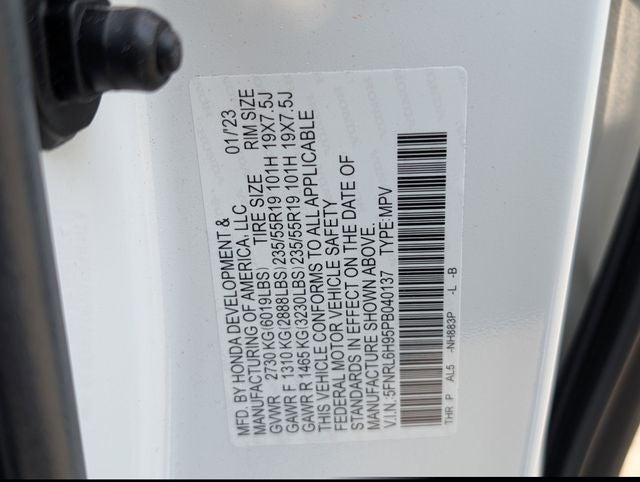 MFD. BY HONDA DEVELOPMENT & 01/'23
MANUFACTURING OF AMERICA, LLC TIRE SIZE RIM SIZE
GVWR 2730 KG(6019LBS)
GAWR F 1310 KG(2888LBS) 235/55R19 101H 19X7.5J
GAWR R 1465 KG(3230LBS) 235/55R19 101H 19X7.5J
THIS VEHICLE CONFORMS TO ALL APPLICABLE
FEDERAL MOTOR VEHICLE SAFETY
STANDARDS IN EFFECT ON THE DATE OF
MANUFACTURE SHOWN ABOVE.
V.I.N.:5FNRL6H95PB040137 TYPE:MPV
THR P AL5 -NH883P -L -B